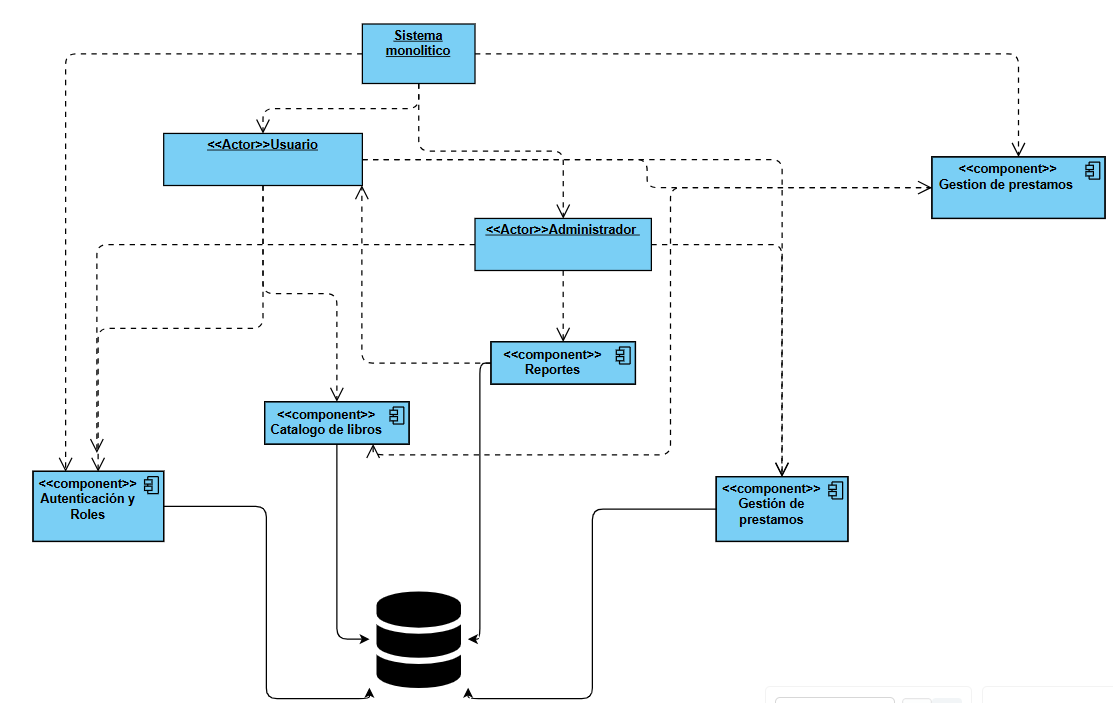 Sistema
monolitico
<<Actor>>Usuario
<<component>>
Gestion de prestamos
<<Actor>>Administrador
<<component>>
Reportes
<<component>>
Catalogo de libros
<<component>>
Autenticación y
Roles
<<component>>
Gestión de
prestamos